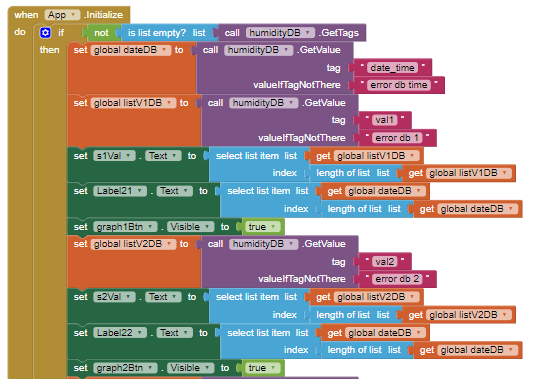 when App .Initialize
do if not is list empty? list call humidityDB .GetTags
then set global dateDB to call humidityDB .GetValue
tag " date_time "
valueIfTagNotThere " error db time "
set global listV1DB to call humidityDB .GetValue
tag " val1 "
valueIfTagNotThere " error db 1 "
set s1Val . Text to select list item list get global listV1DB
index length of list list get global listV1DB
set Label21 . Text to select list item list get global dateDB
index length of list list get global dateDB
set graph1Btn . Visible to true
set global listV2DB to call humidityDB .GetValue
tag " val2 "
valueIfTagNotThere " error db 2 "
set s2Val . Text to select list item list get global listV2DB
index length of list list get global listV2DB
set Label22 . Text to select list item list get global dateDB
index length of list list get global dateDB
set graph2Btn . Visible to true